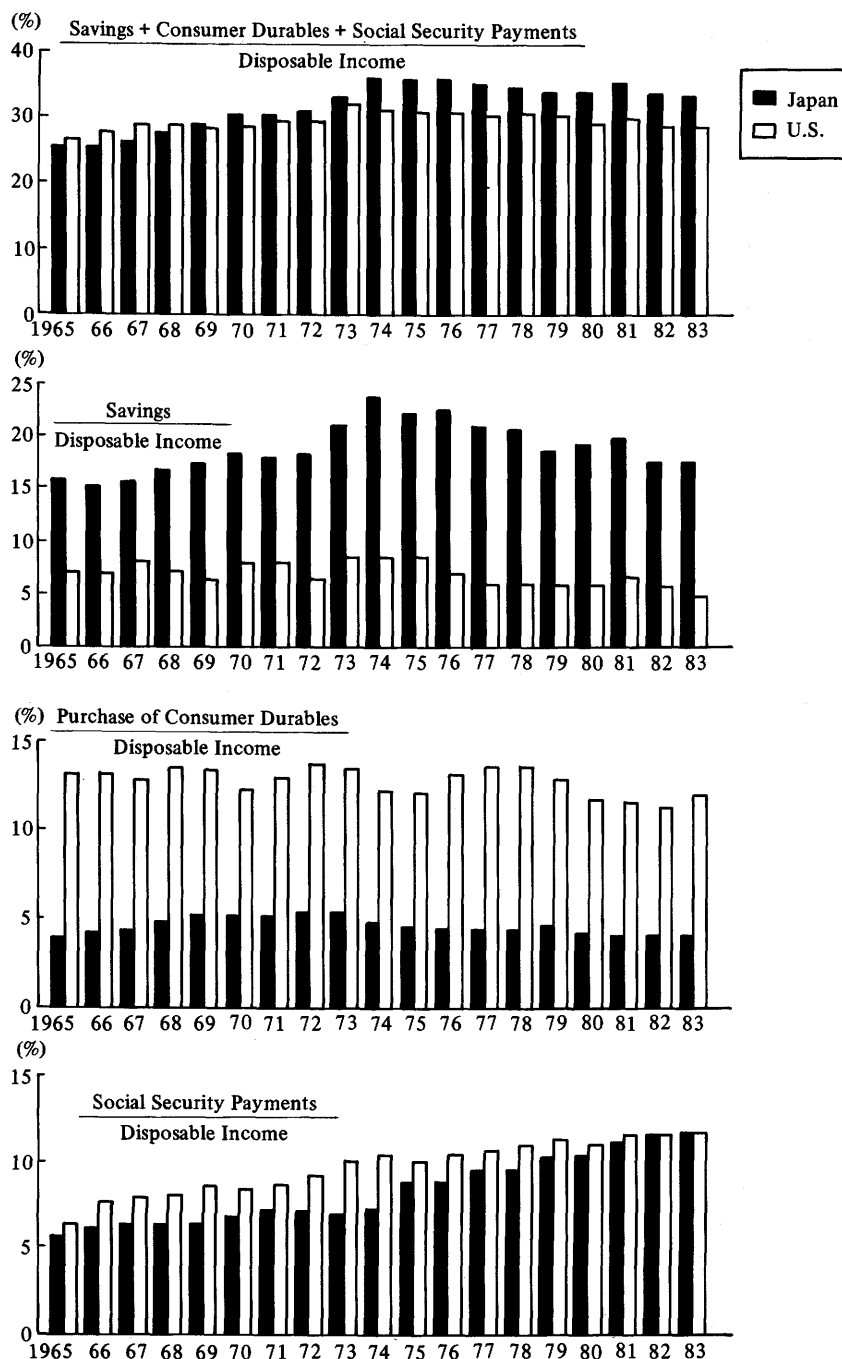 (%)
Savings + Consumer Durables + Social Security Payments
Disposable Income
40
30
20
10
0
1965 66 67 68 69 70 71 72 73 74 75 76 77 78 79 80 81 82 83
Japan
U.S.
(%)
25
20
15
10
5
0
Savings
Disposable Income
1965 66 67 68 69 70 71 72 73 74 75 76 77 78 79 80 81 82 83
(%) Purchase of Consumer Durables
Disposable Income
15
10
5
0
1965 66 67 68 69 70 71 72 73 74 75 76 77 78 79 80 81 82 83
(%)
15
10
5
0
Social Security Payments
Disposable Income
1965 66 67 68 69 70 71 72 73 74 75 76 77 78 79 80 81 82 83